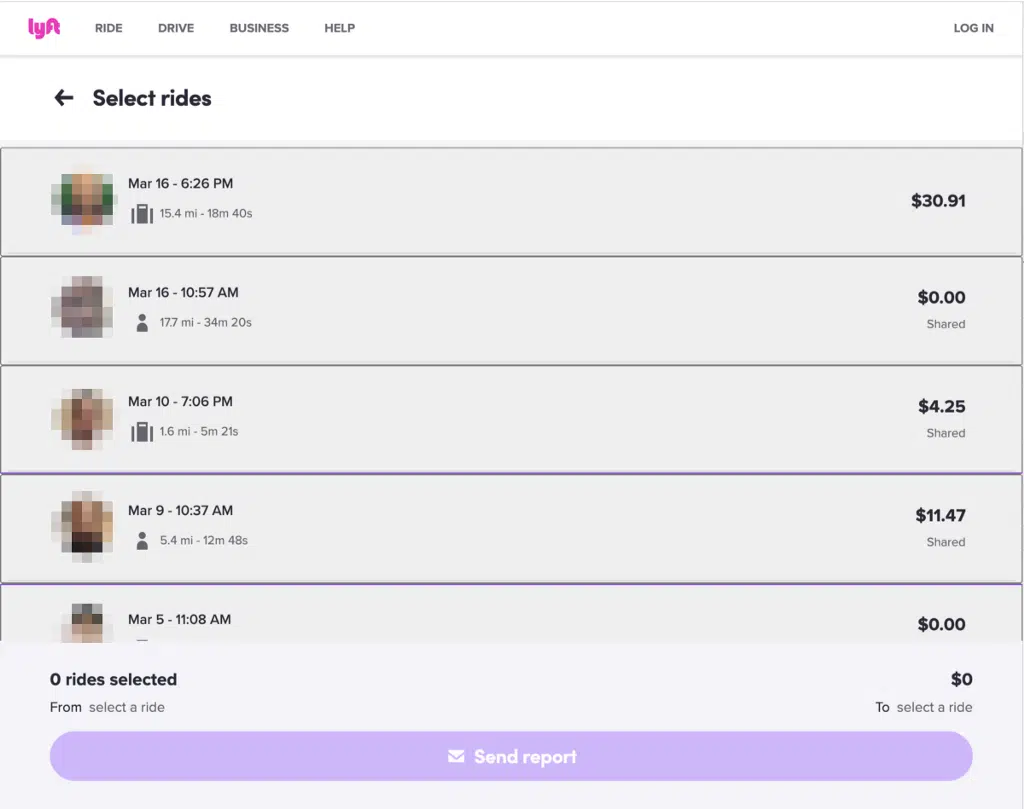 lyft RIDE DRIVE BUSINESS HELP LOG IN
Select rides
Mar 16 - 6:26 PM
15.4 mi - 18m 40s
$30.91
Mar 16 - 10:57 AM
17.7 mi - 34m 20s
$0.00
Shared
Mar 10 - 7:06 PM
1.6 mi - 5m 21s
$4.25
Shared
Mar 9 - 10:37 AM
5.4 mi - 12m 48s
$11.47
Shared
Mar 5 - 11:08 AM
$0.00
0 rides selected $0
From select a ride To select a ride
Send report